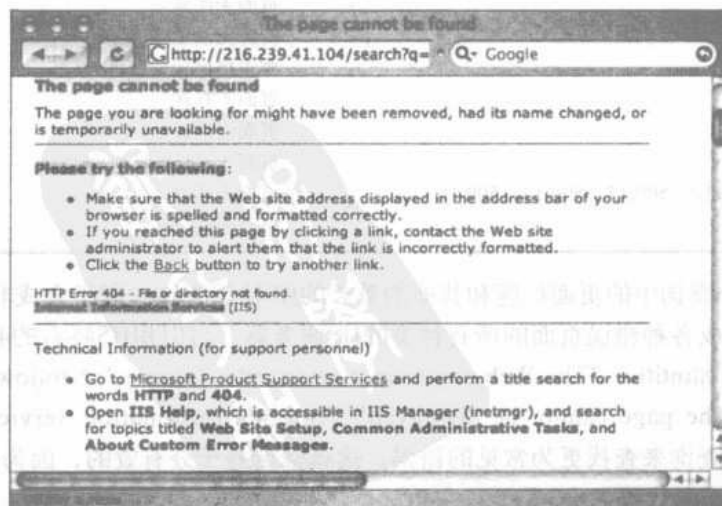 The page cannot be found
http://216.239.41.104/search?q= Google
The page cannot be found
The page you are looking for might have been removed, had its name changed, or
is temporarily unavailable.
Please try the following:
• Make sure that the Web site address displayed in the address bar of your
browser is spelled and formatted correctly.
• If you reached this page by clicking a link, contact the Web site
administrator to alert them that the link is incorrectly formatted.
• Click the Back button to try another link.
HTTP Error 404 - File or directory not found.
Internet Information Services (IIS)
Technical Information (for support personnel)
• Go to Microsoft Product Support Services and perform a title search for the
words HTTP and 404.
• Open IIS Help, which is accessible in IIS Manager (inetmgr), and search
for topics titled Web Site Setup, Common Administrative Tasks, and
About Custom Error Messages.